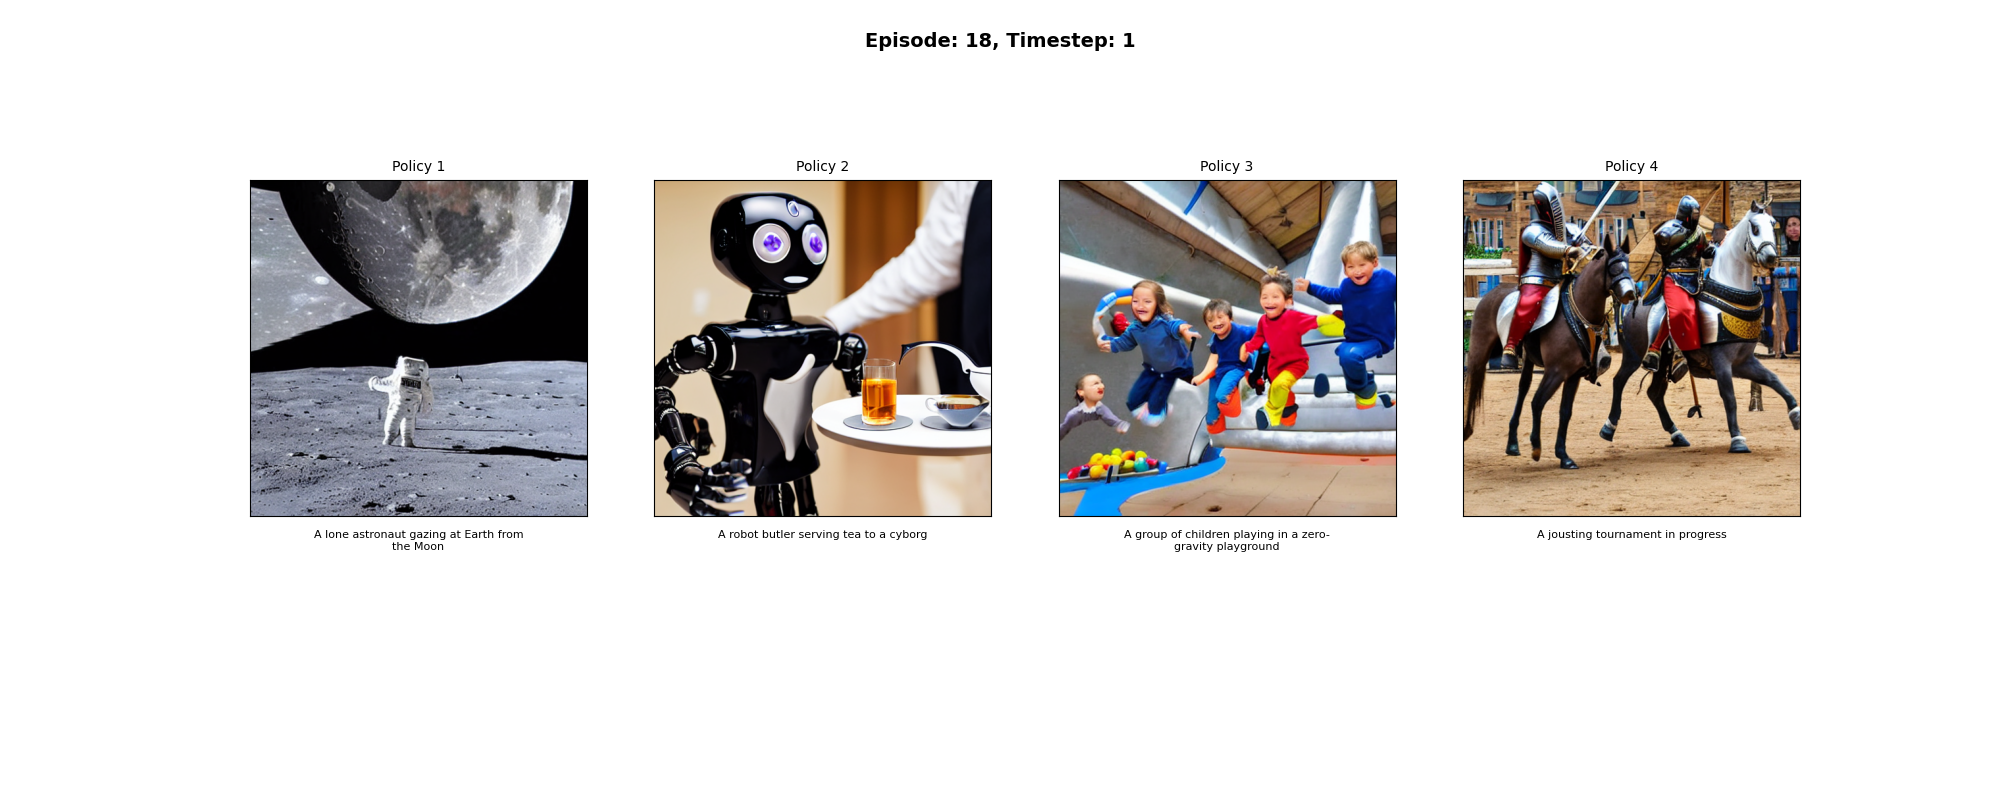 Episode: 18, Timestep: 1
Policy 1
Policy 2
Policy 3
Policy 4
A lone astronaut gazing at Earth from
the Moon
A robot butler serving tea to a cyborg
A group of children playing in a zero-
gravity playground
A jousting tournament in progress